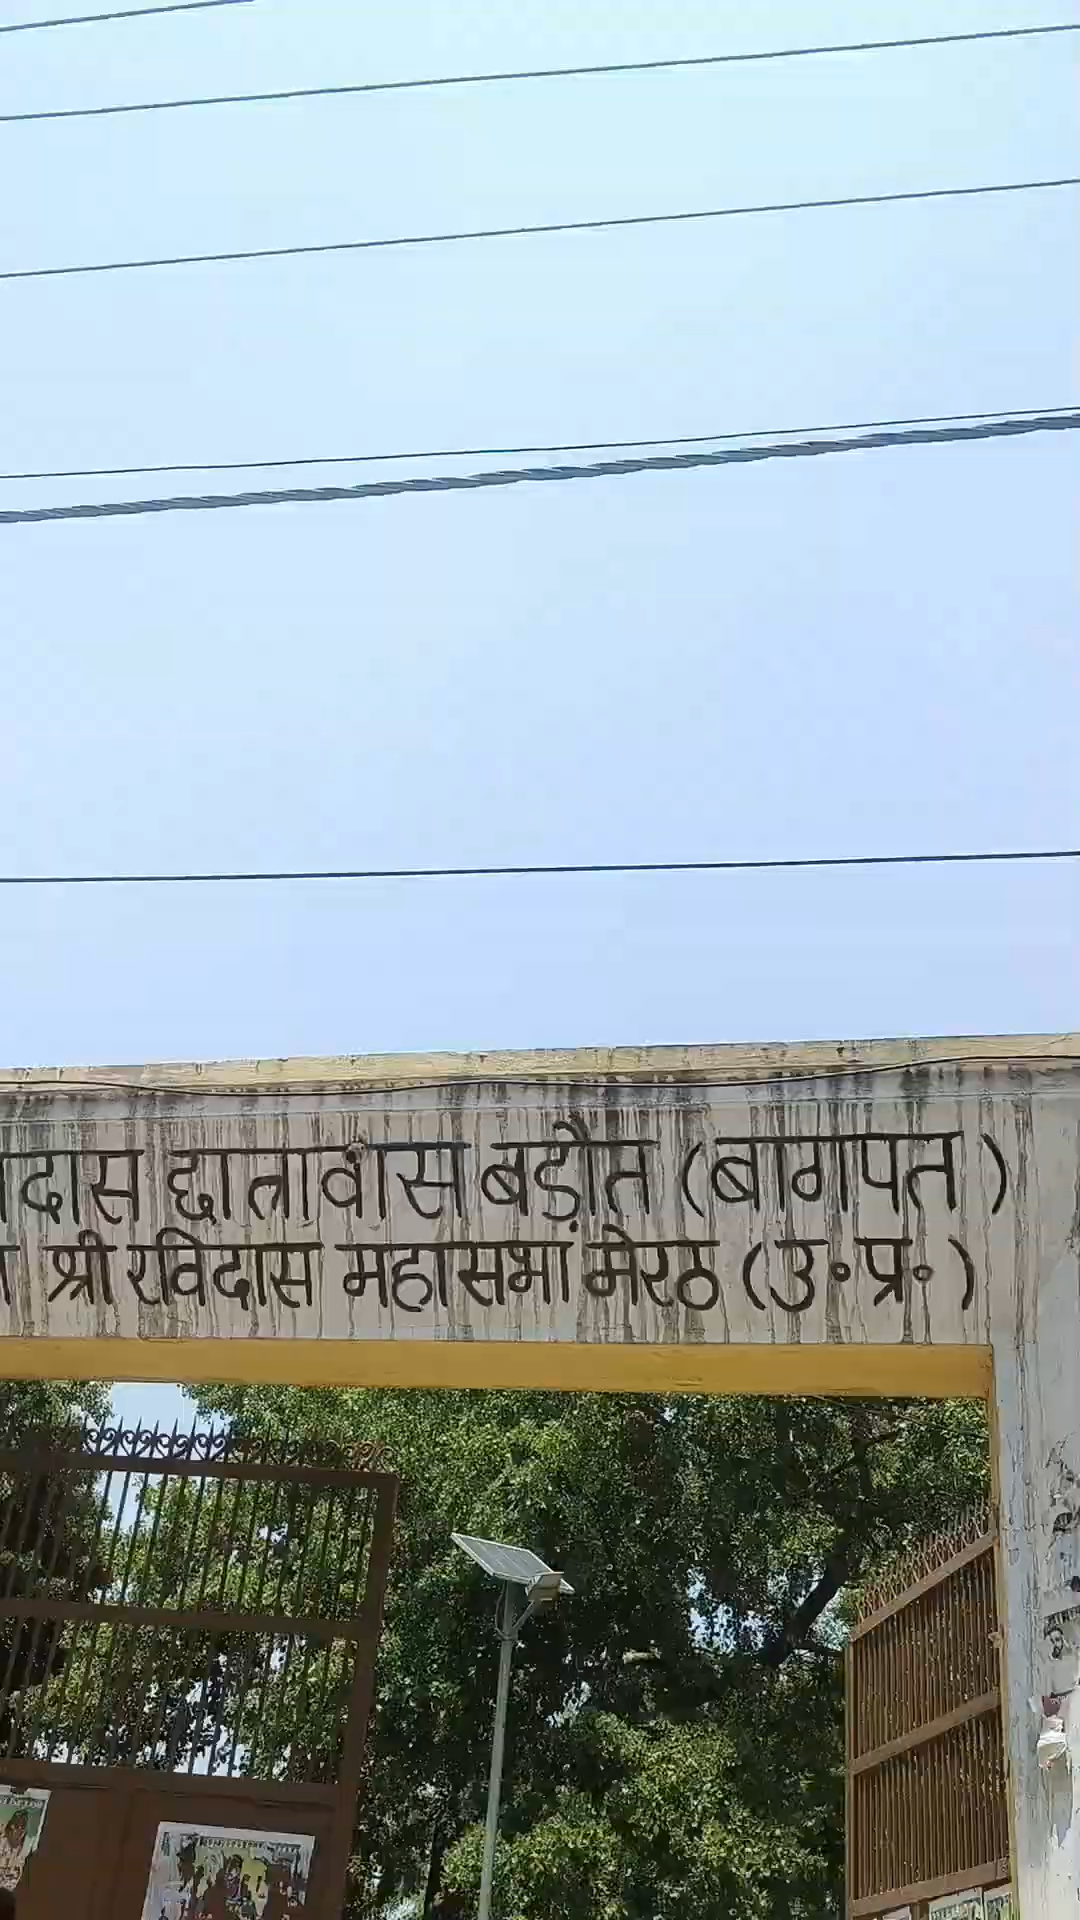 दास छात्रावास बड़ौत (बागपत)
श्री रविदास महासभा मेरठ (उ॰प्र॰)